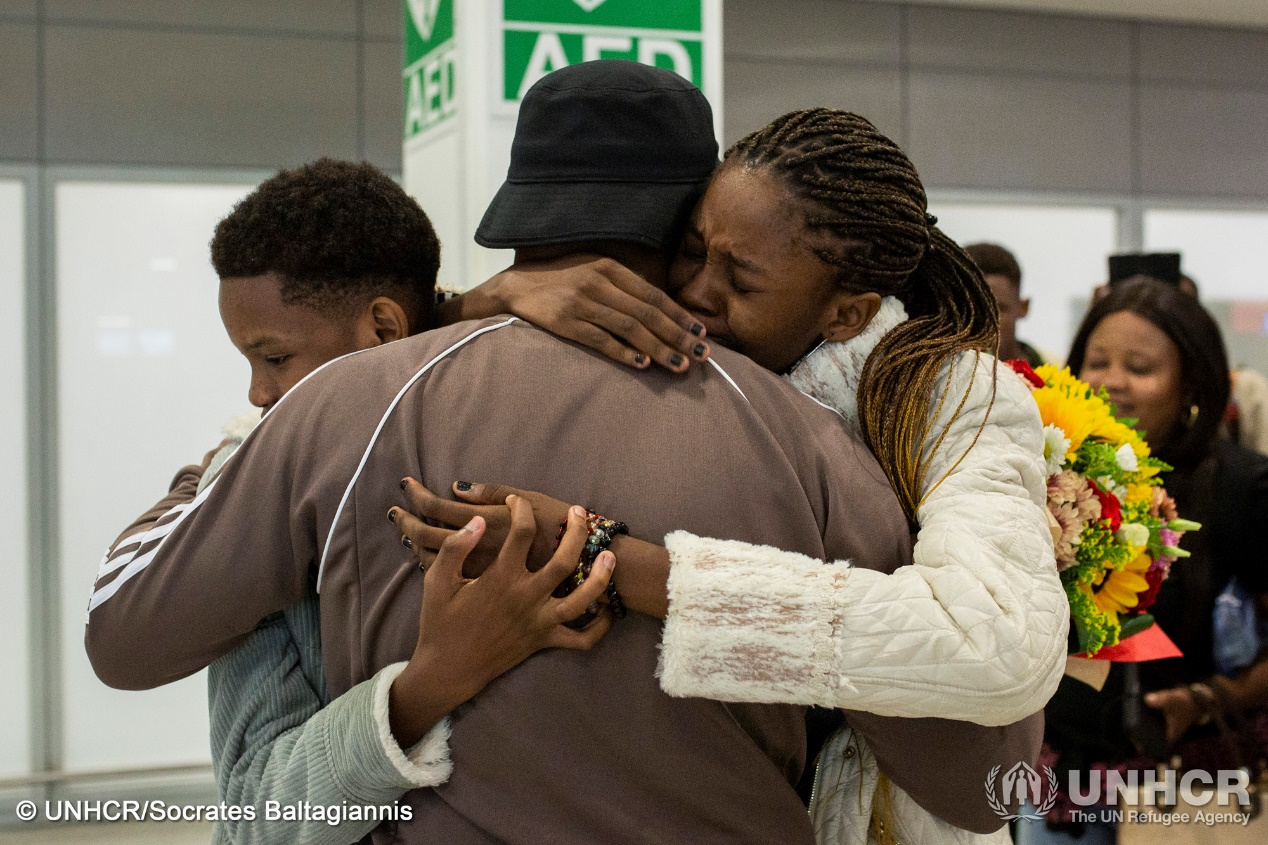 AED
AED
© UNHCR/Socrates Baltagiannis
UNHCR
The UN Refugee Agency